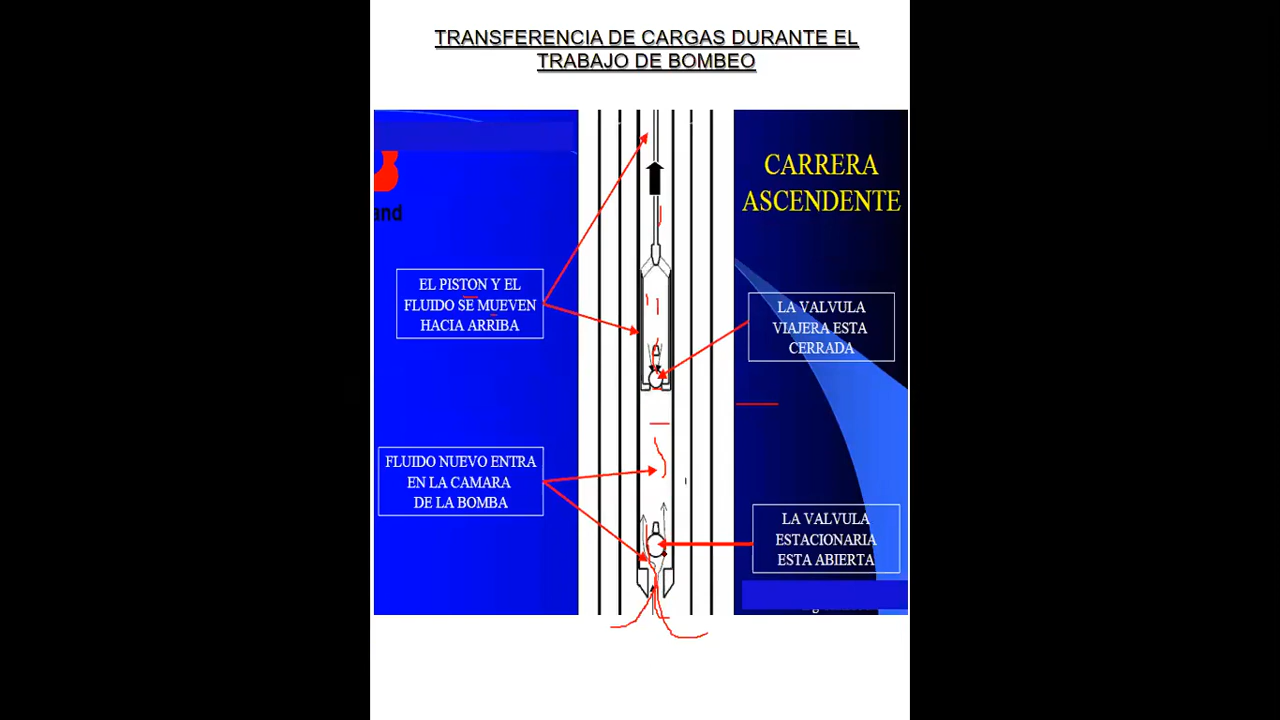 TRANSFERENCIA DE CARGAS DURANTE EL
TRABAJO DE BOMBEO
CARRERA
ASCENDENTE
and
EL PISTON Y EL
FLUIDO SE MUEVEN
HACIA ARRIBA
LA VALVULA
VIAJERA ESTA
CERRADA
FLUIDO NUEVO ENTRA
EN LA CAMARA
DE LA BOMBA
LA VALVULA
ESTACIONARIA
ESTA ABIERTA